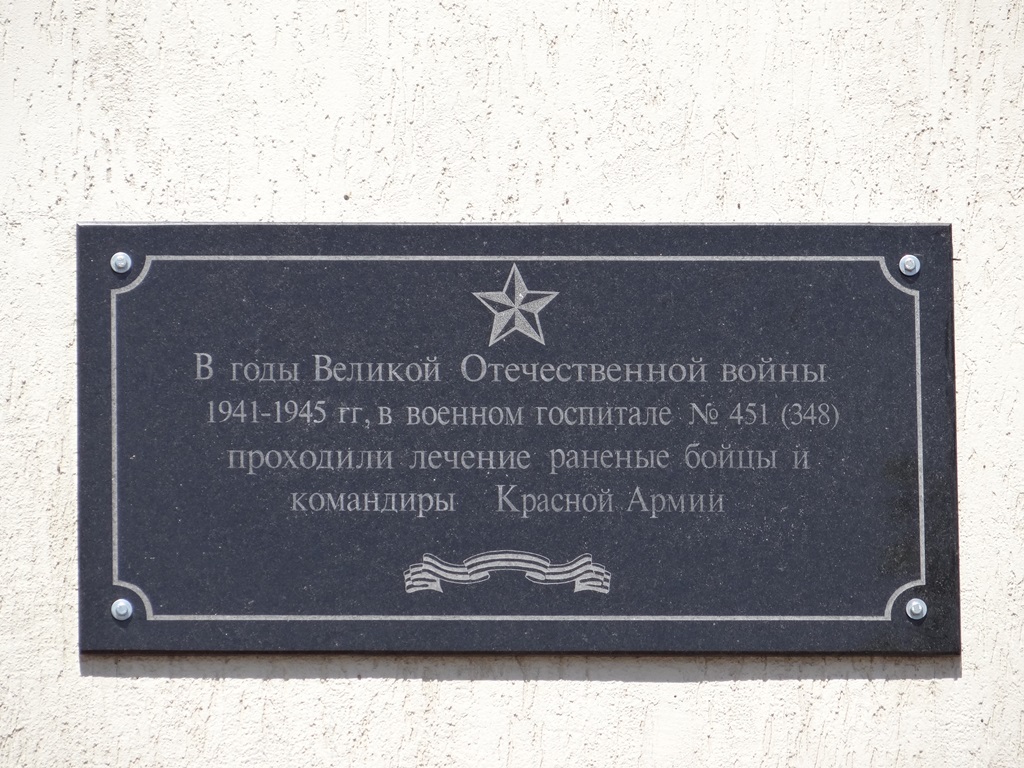 В годы Великой Отечественной войны
1941-1945 гг, в военном госпитале № 451 (348)
проходили лечение раненые бойцы и
командиры Красной Армии